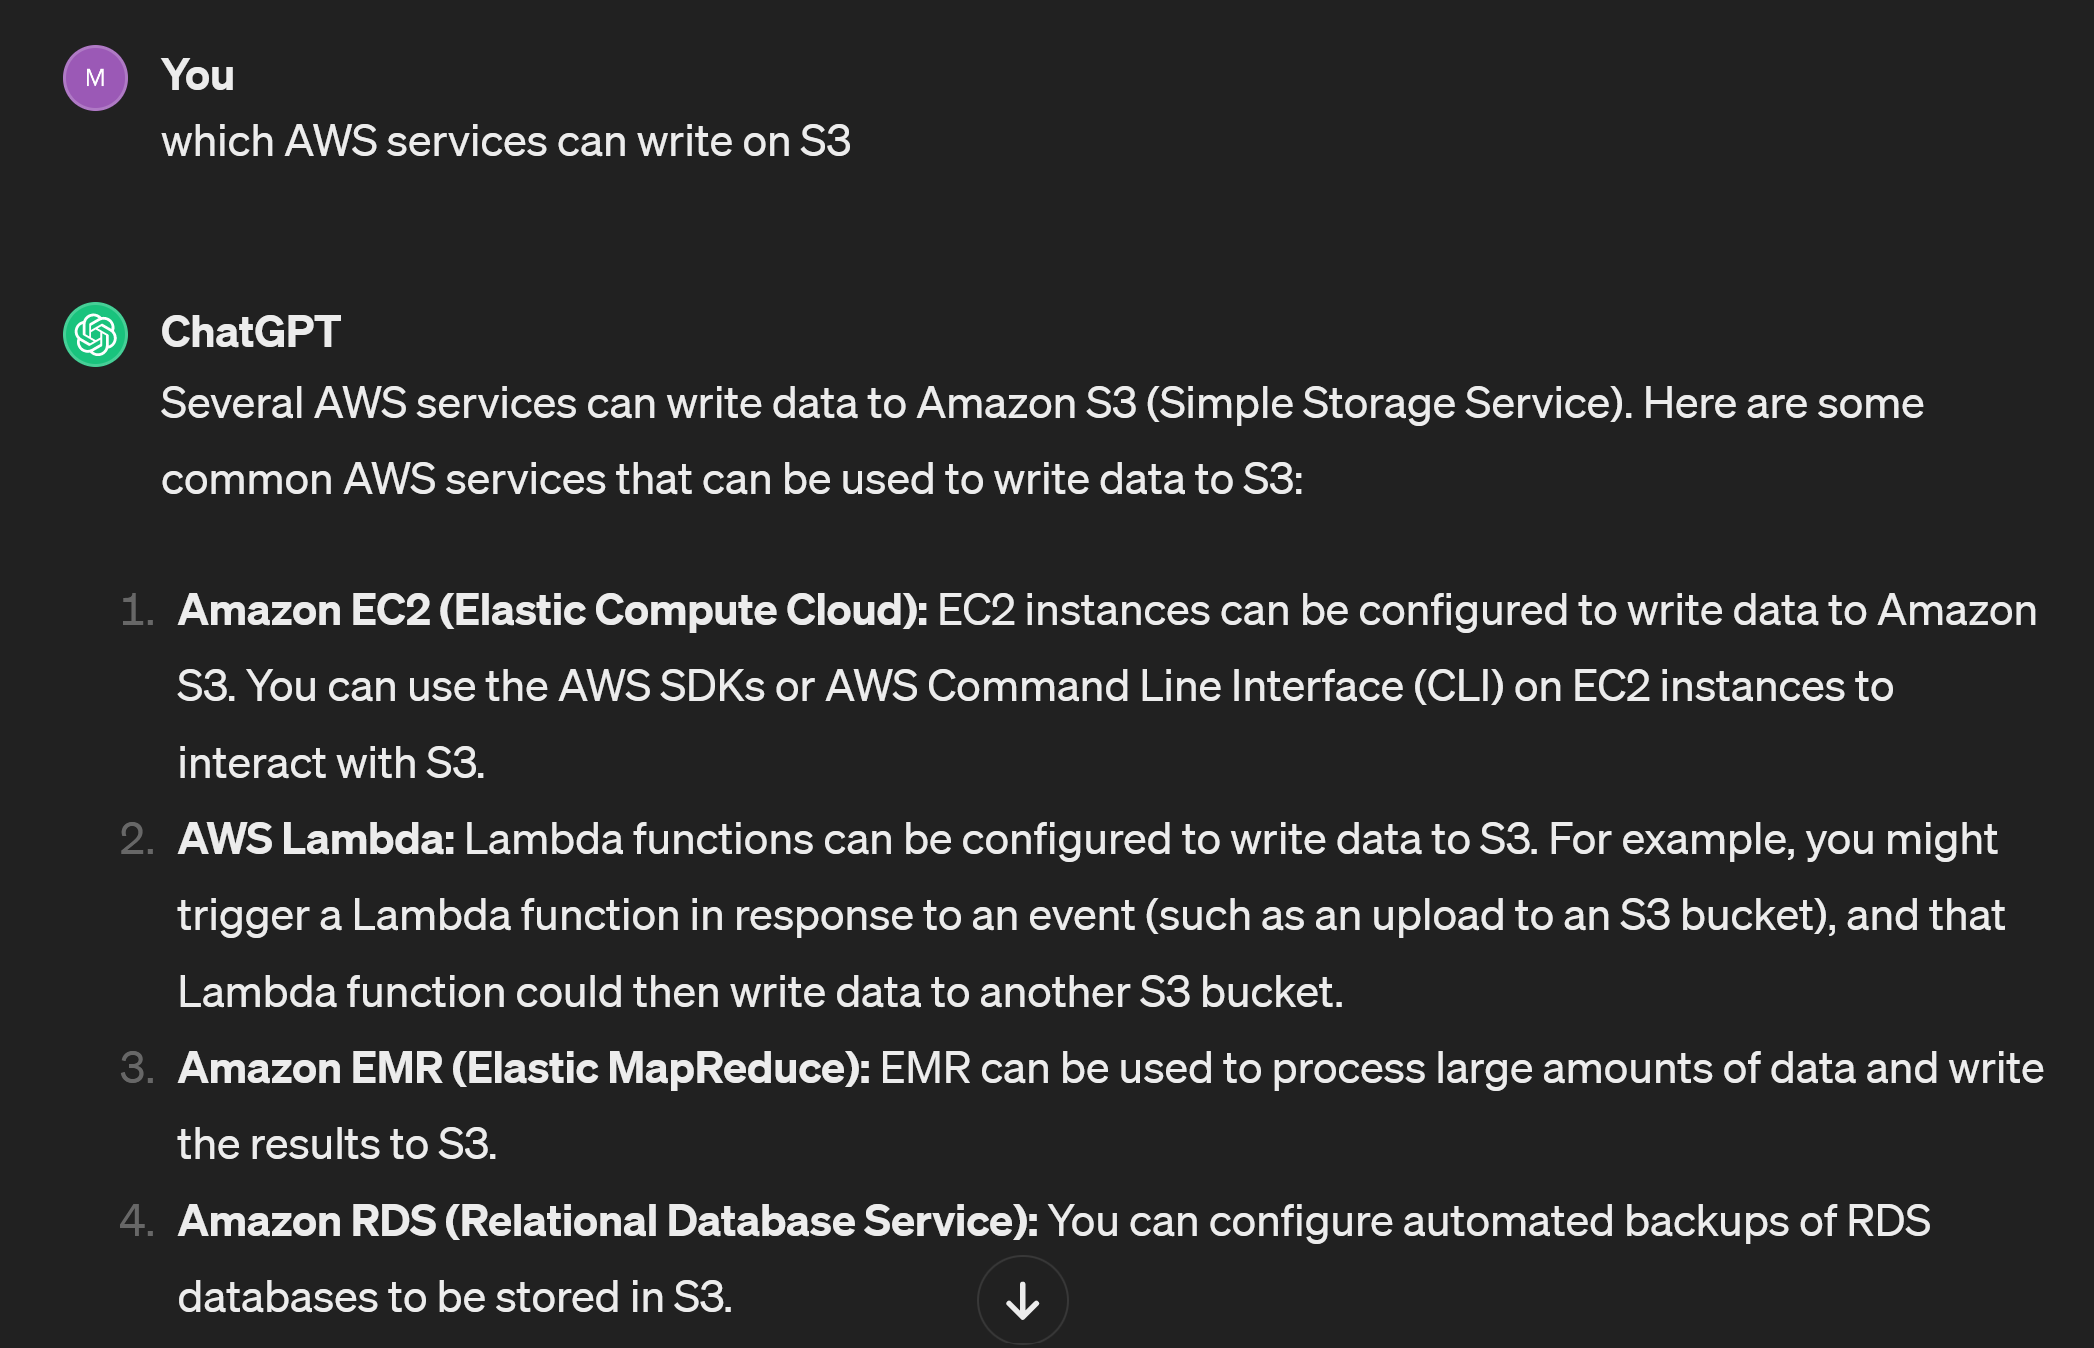 M
You
which AWS services can write on S3
ChatGPT
Several AWS services can write data to Amazon S3 (Simple Storage Service). Here are some
common AWS services that can be used to write data to S3:
1. Amazon EC2 (Elastic Compute Cloud): EC2 instances can be configured to write data to Amazon
S3. You can use the AWS SDKs or AWS Command Line Interface (CLI) on EC2 instances to
interact with S3.
2. AWS Lambda: Lambda functions can be configured to write data to S3. For example, you might
trigger a Lambda function in response to an event (such as an upload to an S3 bucket), and that
Lambda function could then write data to another S3 bucket.
3. Amazon EMR (Elastic MapReduce): EMR can be used to process large amounts of data and write
the results to S3.
4. Amazon RDS (Relational Database Service): You can configure automated backups of RDS
databases to be stored in S3.